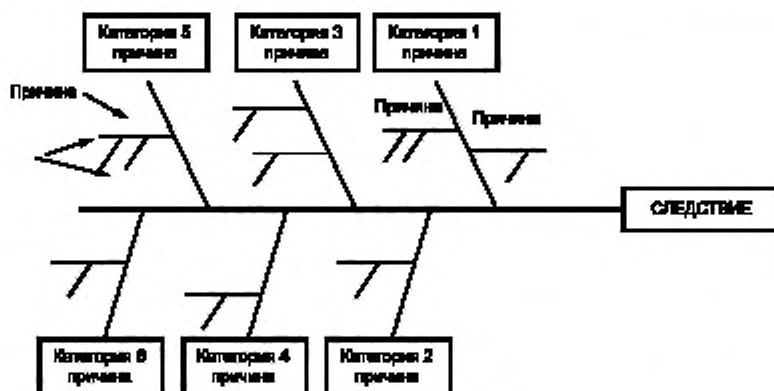 Категория 5
причина
Категория 3
причина
Категория 1
причина
Причина
Причина
Причина
СЛЕДСТВИЕ
Категория 6
причина
Категория 4
причина
Категория 2
причина